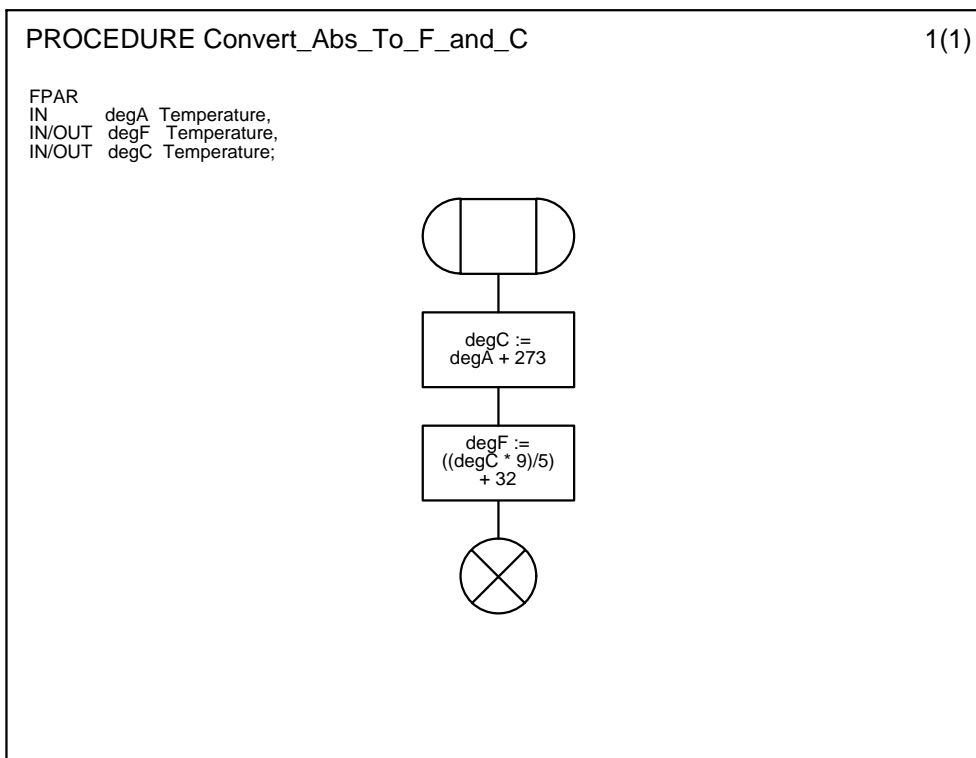 PROCEDURE Convert_Abs_To_F_and_C
1(1)
FPAR
IN degA Temperature,
IN/OUT degF Temperature,
IN/OUT degC Temperature;
degC :=
degA + 273
degF :=
((degC * 9)/5)
+ 32